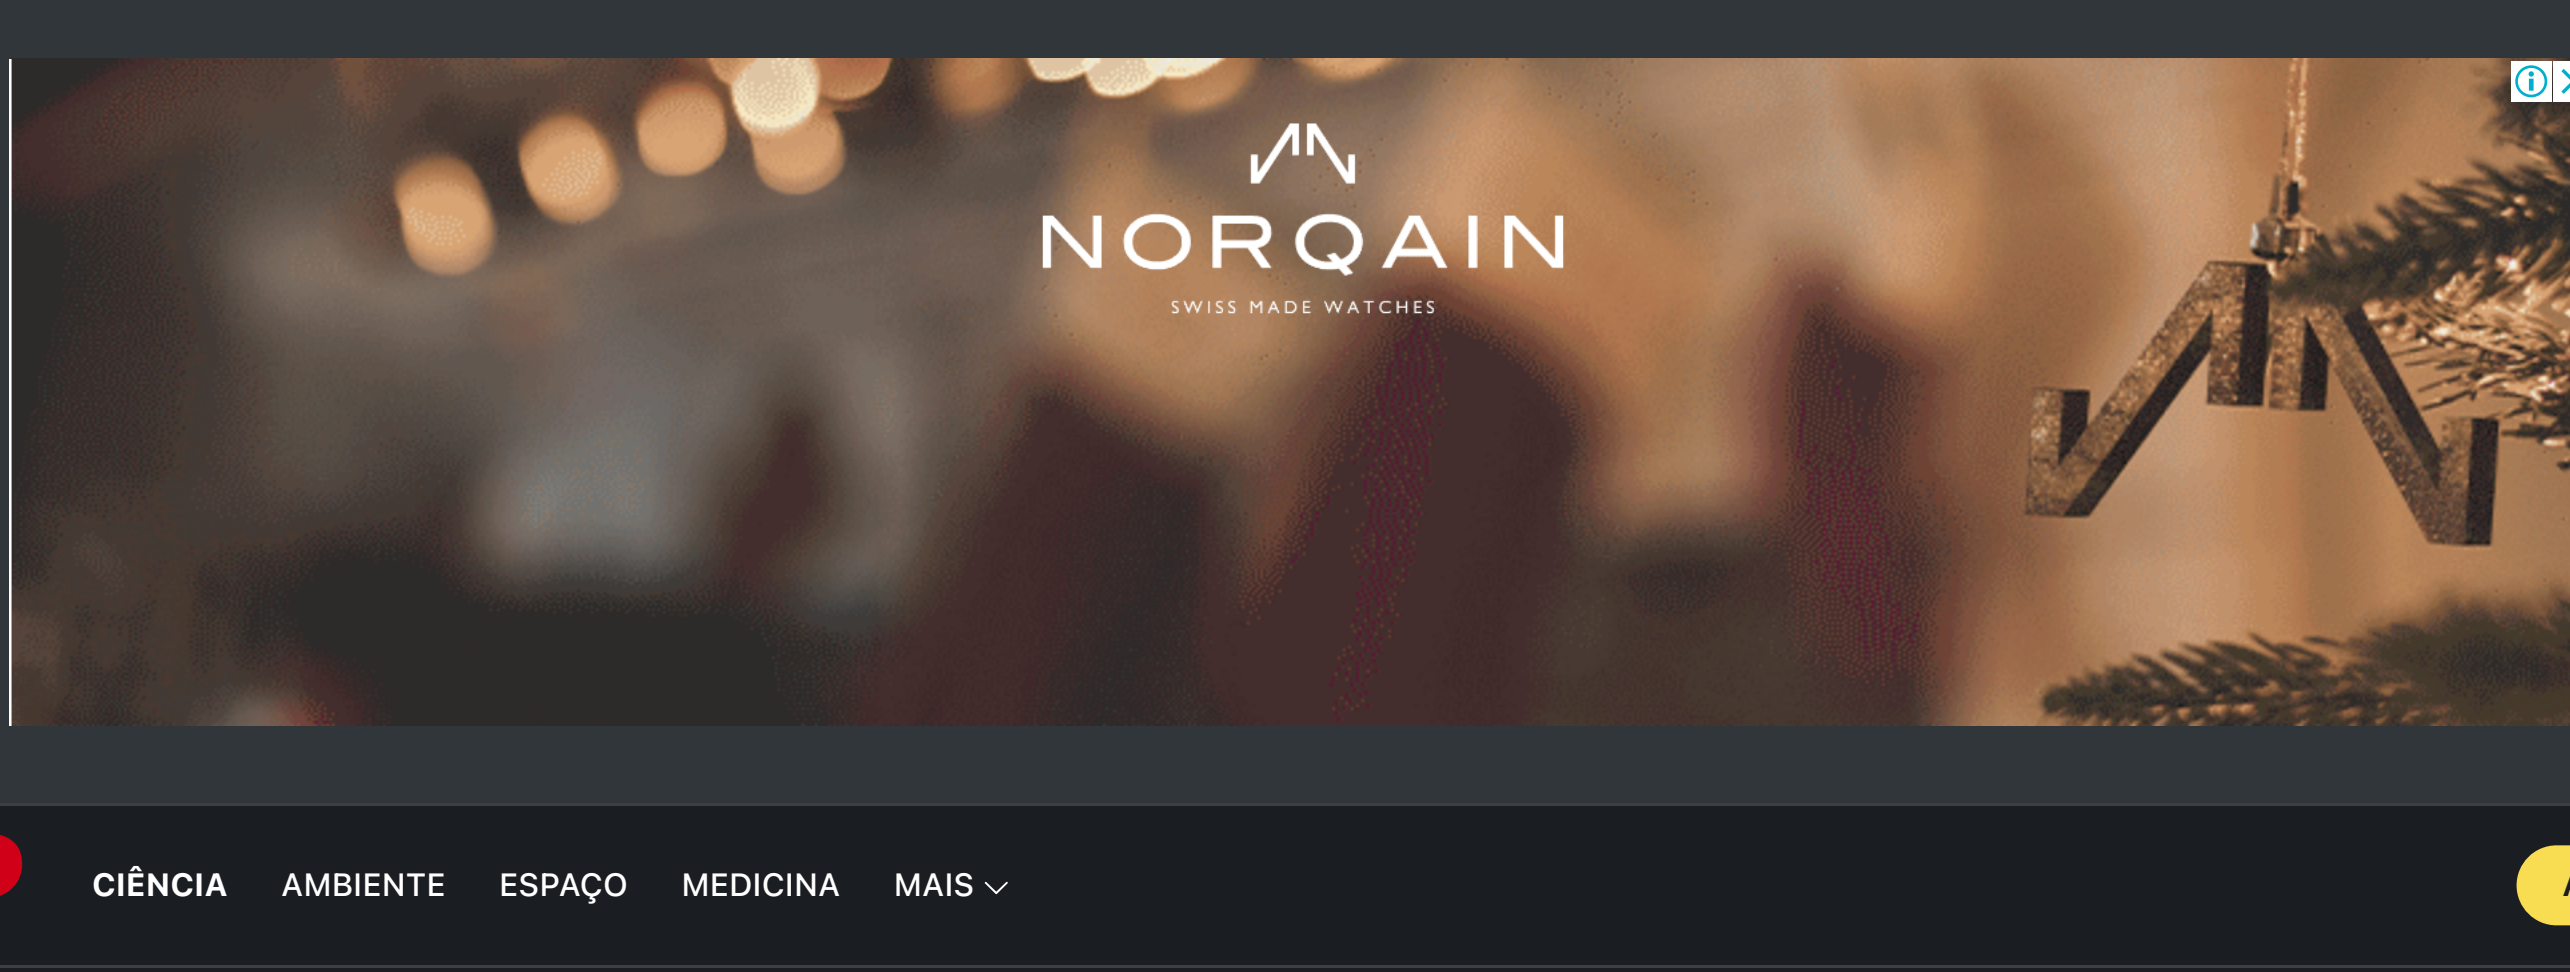 NORQAIN
SWISS MADE WATCHES
CIÊNCIA AMBIENTE ESPAÇO MEDICINA MAIS